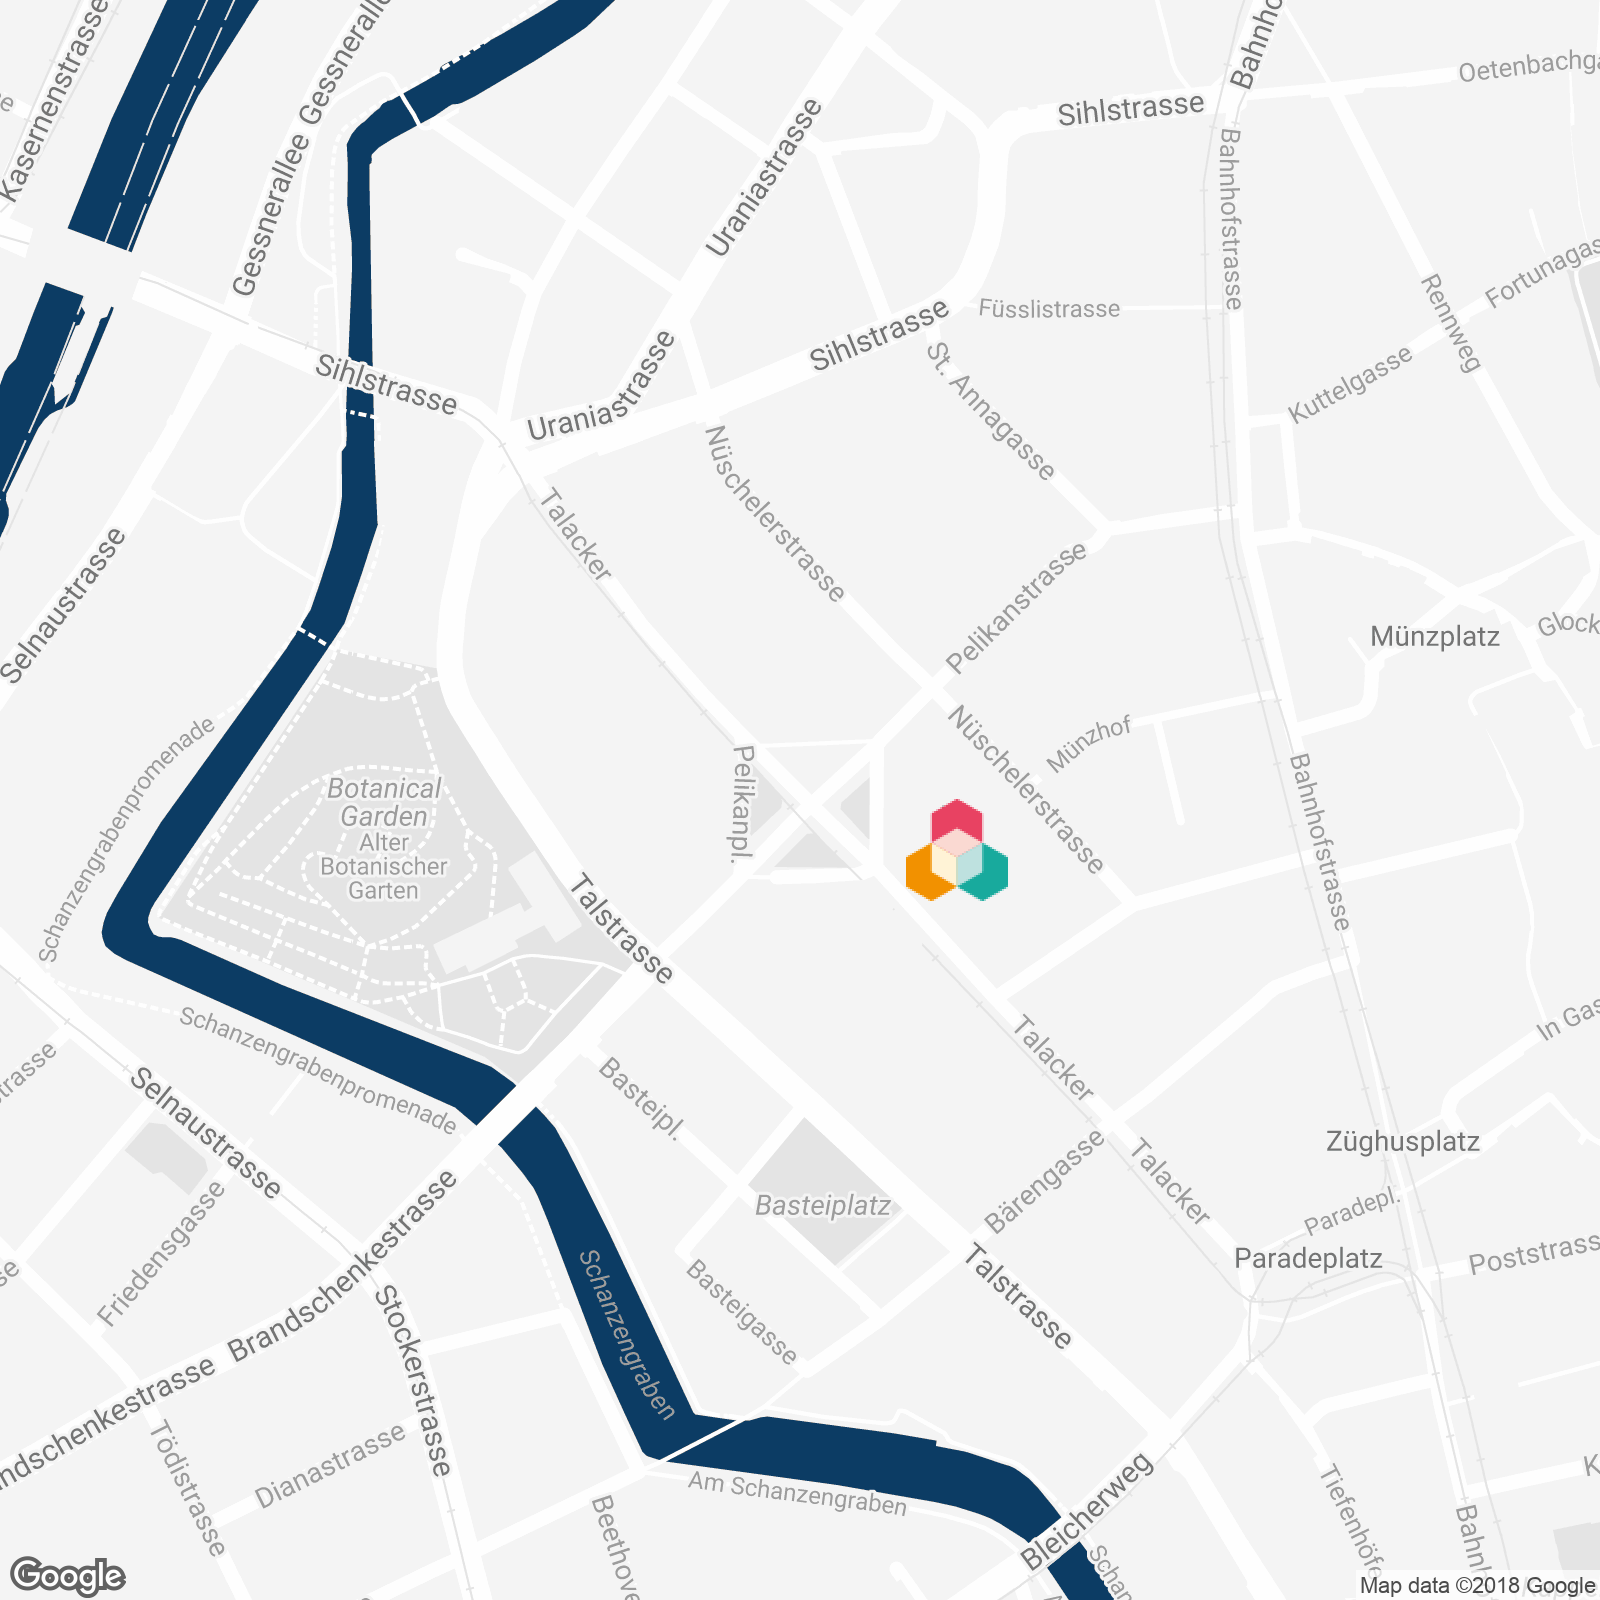 Kasernenstrasse
Gessnerallee
Gessnerallee
Uraniastrasse
Sihlstrasse
Bahnho
Oetenbachga
Bahnhofstrasse
Fortunagas
Rennweg
Füsslistrasse
Sihlstrasse
Sihlstrasse
Uraniastrasse
St. Annagasse
Kuttelgasse
Nüschelerstrasse
Talacker
Selnaustrasse
Pelikanstrasse
Münzplatz
Glock
Schanzengrabenpromenade
Pelikanpl.
Nüschelerstrasse
Münzhof
Bahnhofstrasse
Botanical
Garden
Alter
Botanischer
Garten
Talstrasse
Schanzengrabenpromenade
Selnaustrasse
strasse
Basteipl.
Talacker
In Gas
Züghusplatz
Talacker
Bärengasse
Paradepl.
Basteiplatz
Friedensgasse
Brandschenkestrasse
Paradeplatz
Poststrass
se
Schanzengraben
Basteigasse
Talstrasse
Stockerstrasse
andschenkestrasse
Tödistrasse
Dianastrasse
Am Schanzengraben
Beethove
Bleicherweg
Tiefenhöfe
Bahnh
K
Schan
Google
Map data ©2018 Google